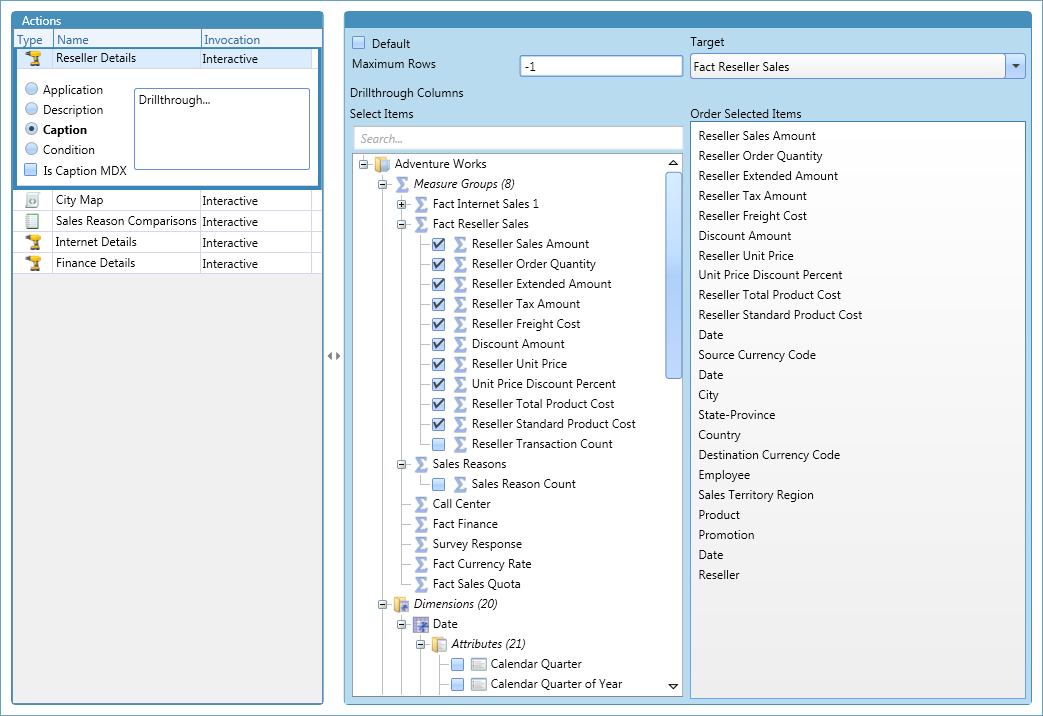 Actions
Type Name Invocation
Reseller Details Interactive
Application
Description
Caption
Condition
Is Caption MDX
Drillthrough...
City Map Interactive
Sales Reason Comparisons Interactive
Internet Details Interactive
Finance Details Interactive
Default
Maximum Rows -1
Target
Fact Reseller Sales
Drillthrough Columns
Select Items
Search...
Adventure Works
Measure Groups (8)
Fact Internet Sales 1
Fact Reseller Sales
Reseller Sales Amount
Reseller Order Quantity
Reseller Extended Amount
Reseller Tax Amount
Reseller Freight Cost
Discount Amount
Reseller Unit Price
Unit Price Discount Percent
Reseller Total Product Cost
Reseller Standard Product Cost
Reseller Transaction Count
Sales Reasons
Sales Reason Count
Call Center
Fact Finance
Survey Response
Fact Currency Rate
Fact Sales Quota
Dimensions (20)
Date
Attributes (21)
Calendar Quarter
Calendar Quarter of Year
Order Selected Items
Reseller Sales Amount
Reseller Order Quantity
Reseller Extended Amount
Reseller Tax Amount
Reseller Freight Cost
Discount Amount
Reseller Unit Price
Unit Price Discount Percent
Reseller Total Product Cost
Reseller Standard Product Cost
Date
Source Currency Code
Date
City
State-Province
Country
Destination Currency Code
Employee
Sales Territory Region
Product
Promotion
Date
Reseller